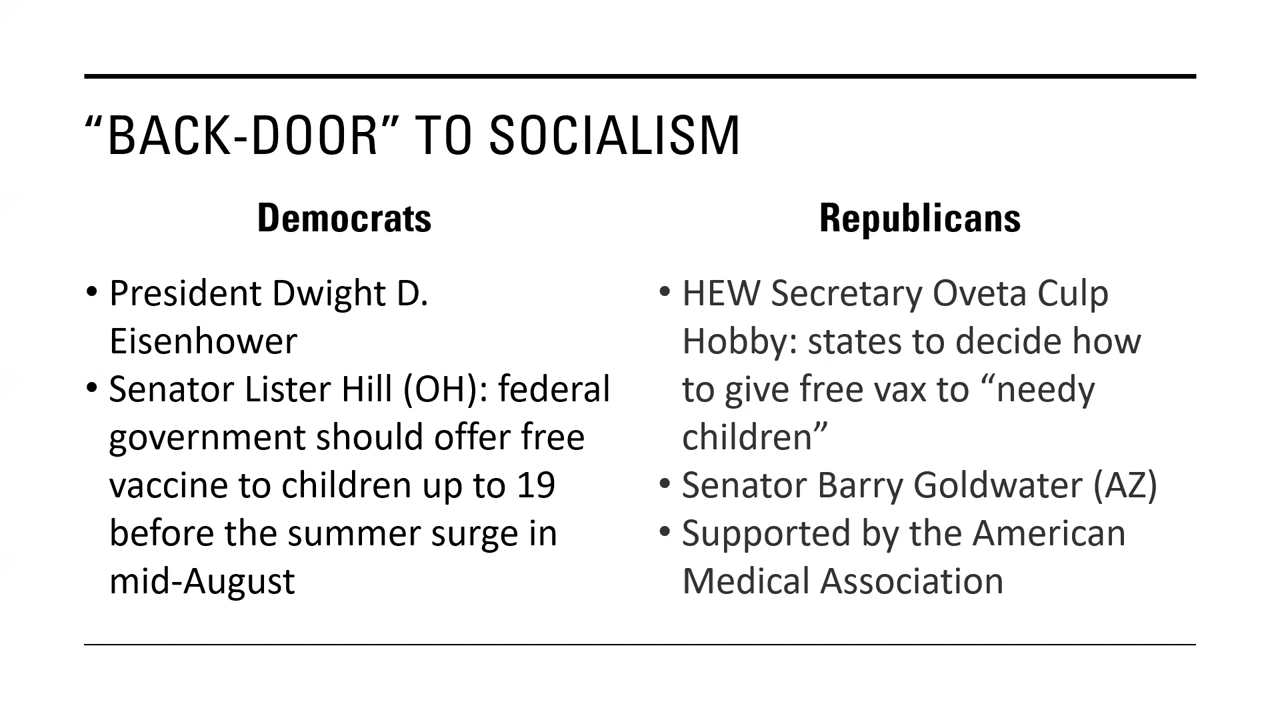 “BACK-DOOR” TO SOCIALISM
Democrats
• President Dwight D.
Eisenhower
• Senator Lister Hill (OH): federal
government should offer free
vaccine to children up to 19
before the summer surge in
mid-August
Republicans
• HEW Secretary Oveta Culp
Hobby: states to decide how
to give free vax to “needy
children”
• Senator Barry Goldwater (AZ)
• Supported by the American
Medical Association